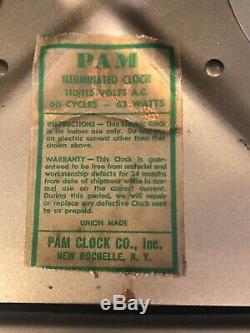 PAM
ILLUMINATED CLOCK
110/115 VOLTS A.C.
60 CYCLES — 62 WATTS
INSTRUCTIONS — This Clock
is for indoor use only. Do not use
on electric current other than that
shown above.
WARRANTY — This Clock is guar-
anteed to be free from material and
workmanship defects for 24 months
from date of shipment while in nor-
mal use on the correct current.
During this period, we will repair
or replace any defective Clock sent
to us prepaid.
UNION MADE
PAM CLOCK CO., Inc.
NEW ROCHELLE, N. Y.